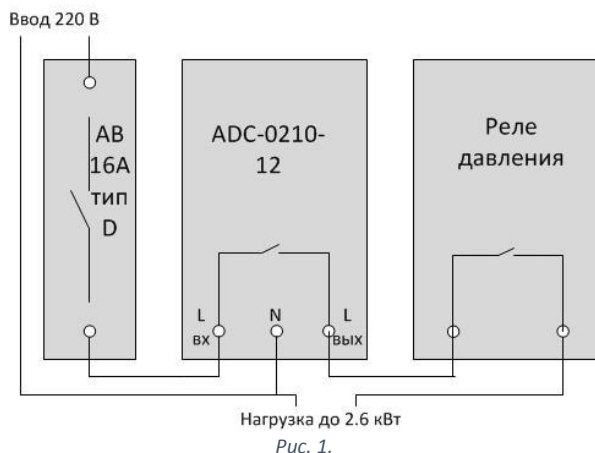 Ввод 220 В
АВ
16А
тип
D
ADC-0210-
12
Реле
давления
L
вх
N
L
вых
Нагрузка до 2.6 кВт
Рис. 1.